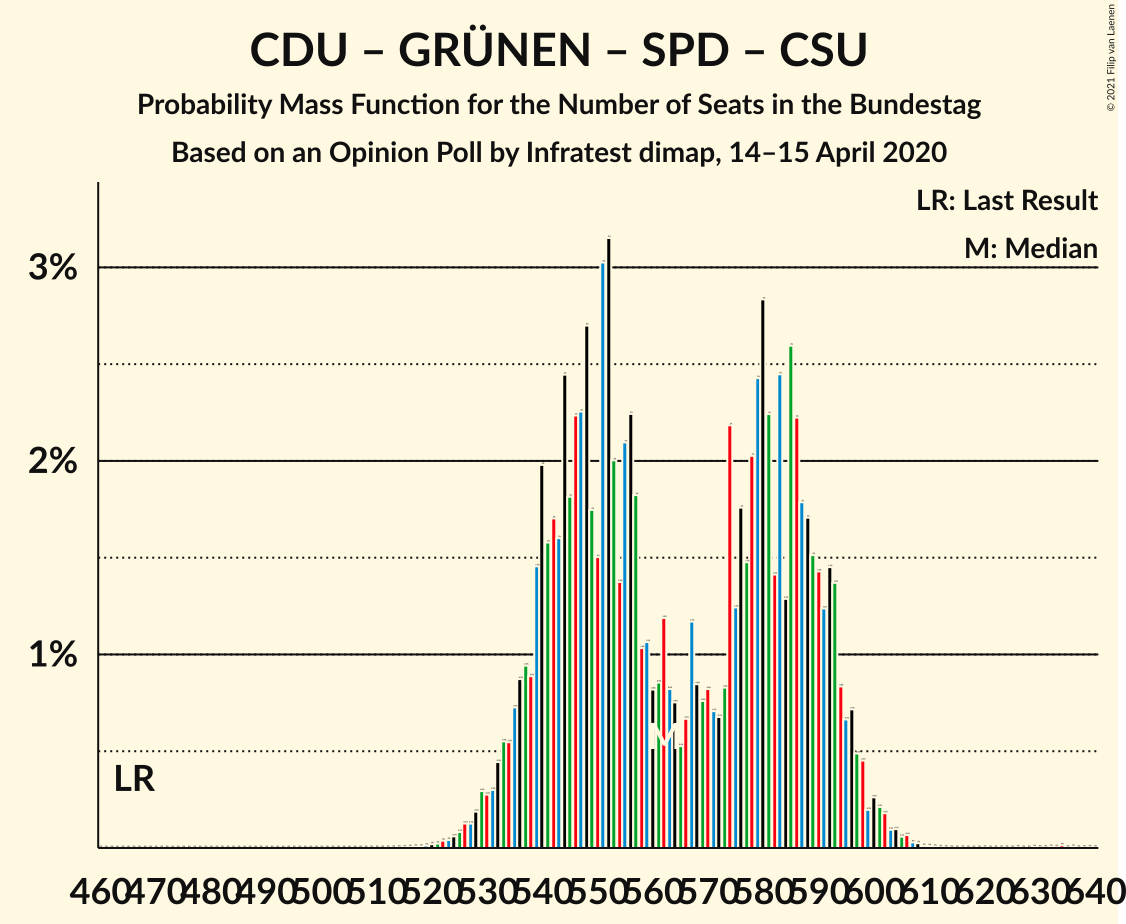 CDU – GRÜNEN – SPD – CSU
Probability Mass Function for the Number of Seats in the Bundestag
Based on an Opinion Poll by Infratest dimap, 14–15 April 2020
© 2021 Filip van Laenen
LR: Last Result
M: Median
3%
2%
1%
LR
M
460 470 480 490 500 510 520 530 540 550 560 570 580 590 600 610 620 630 640